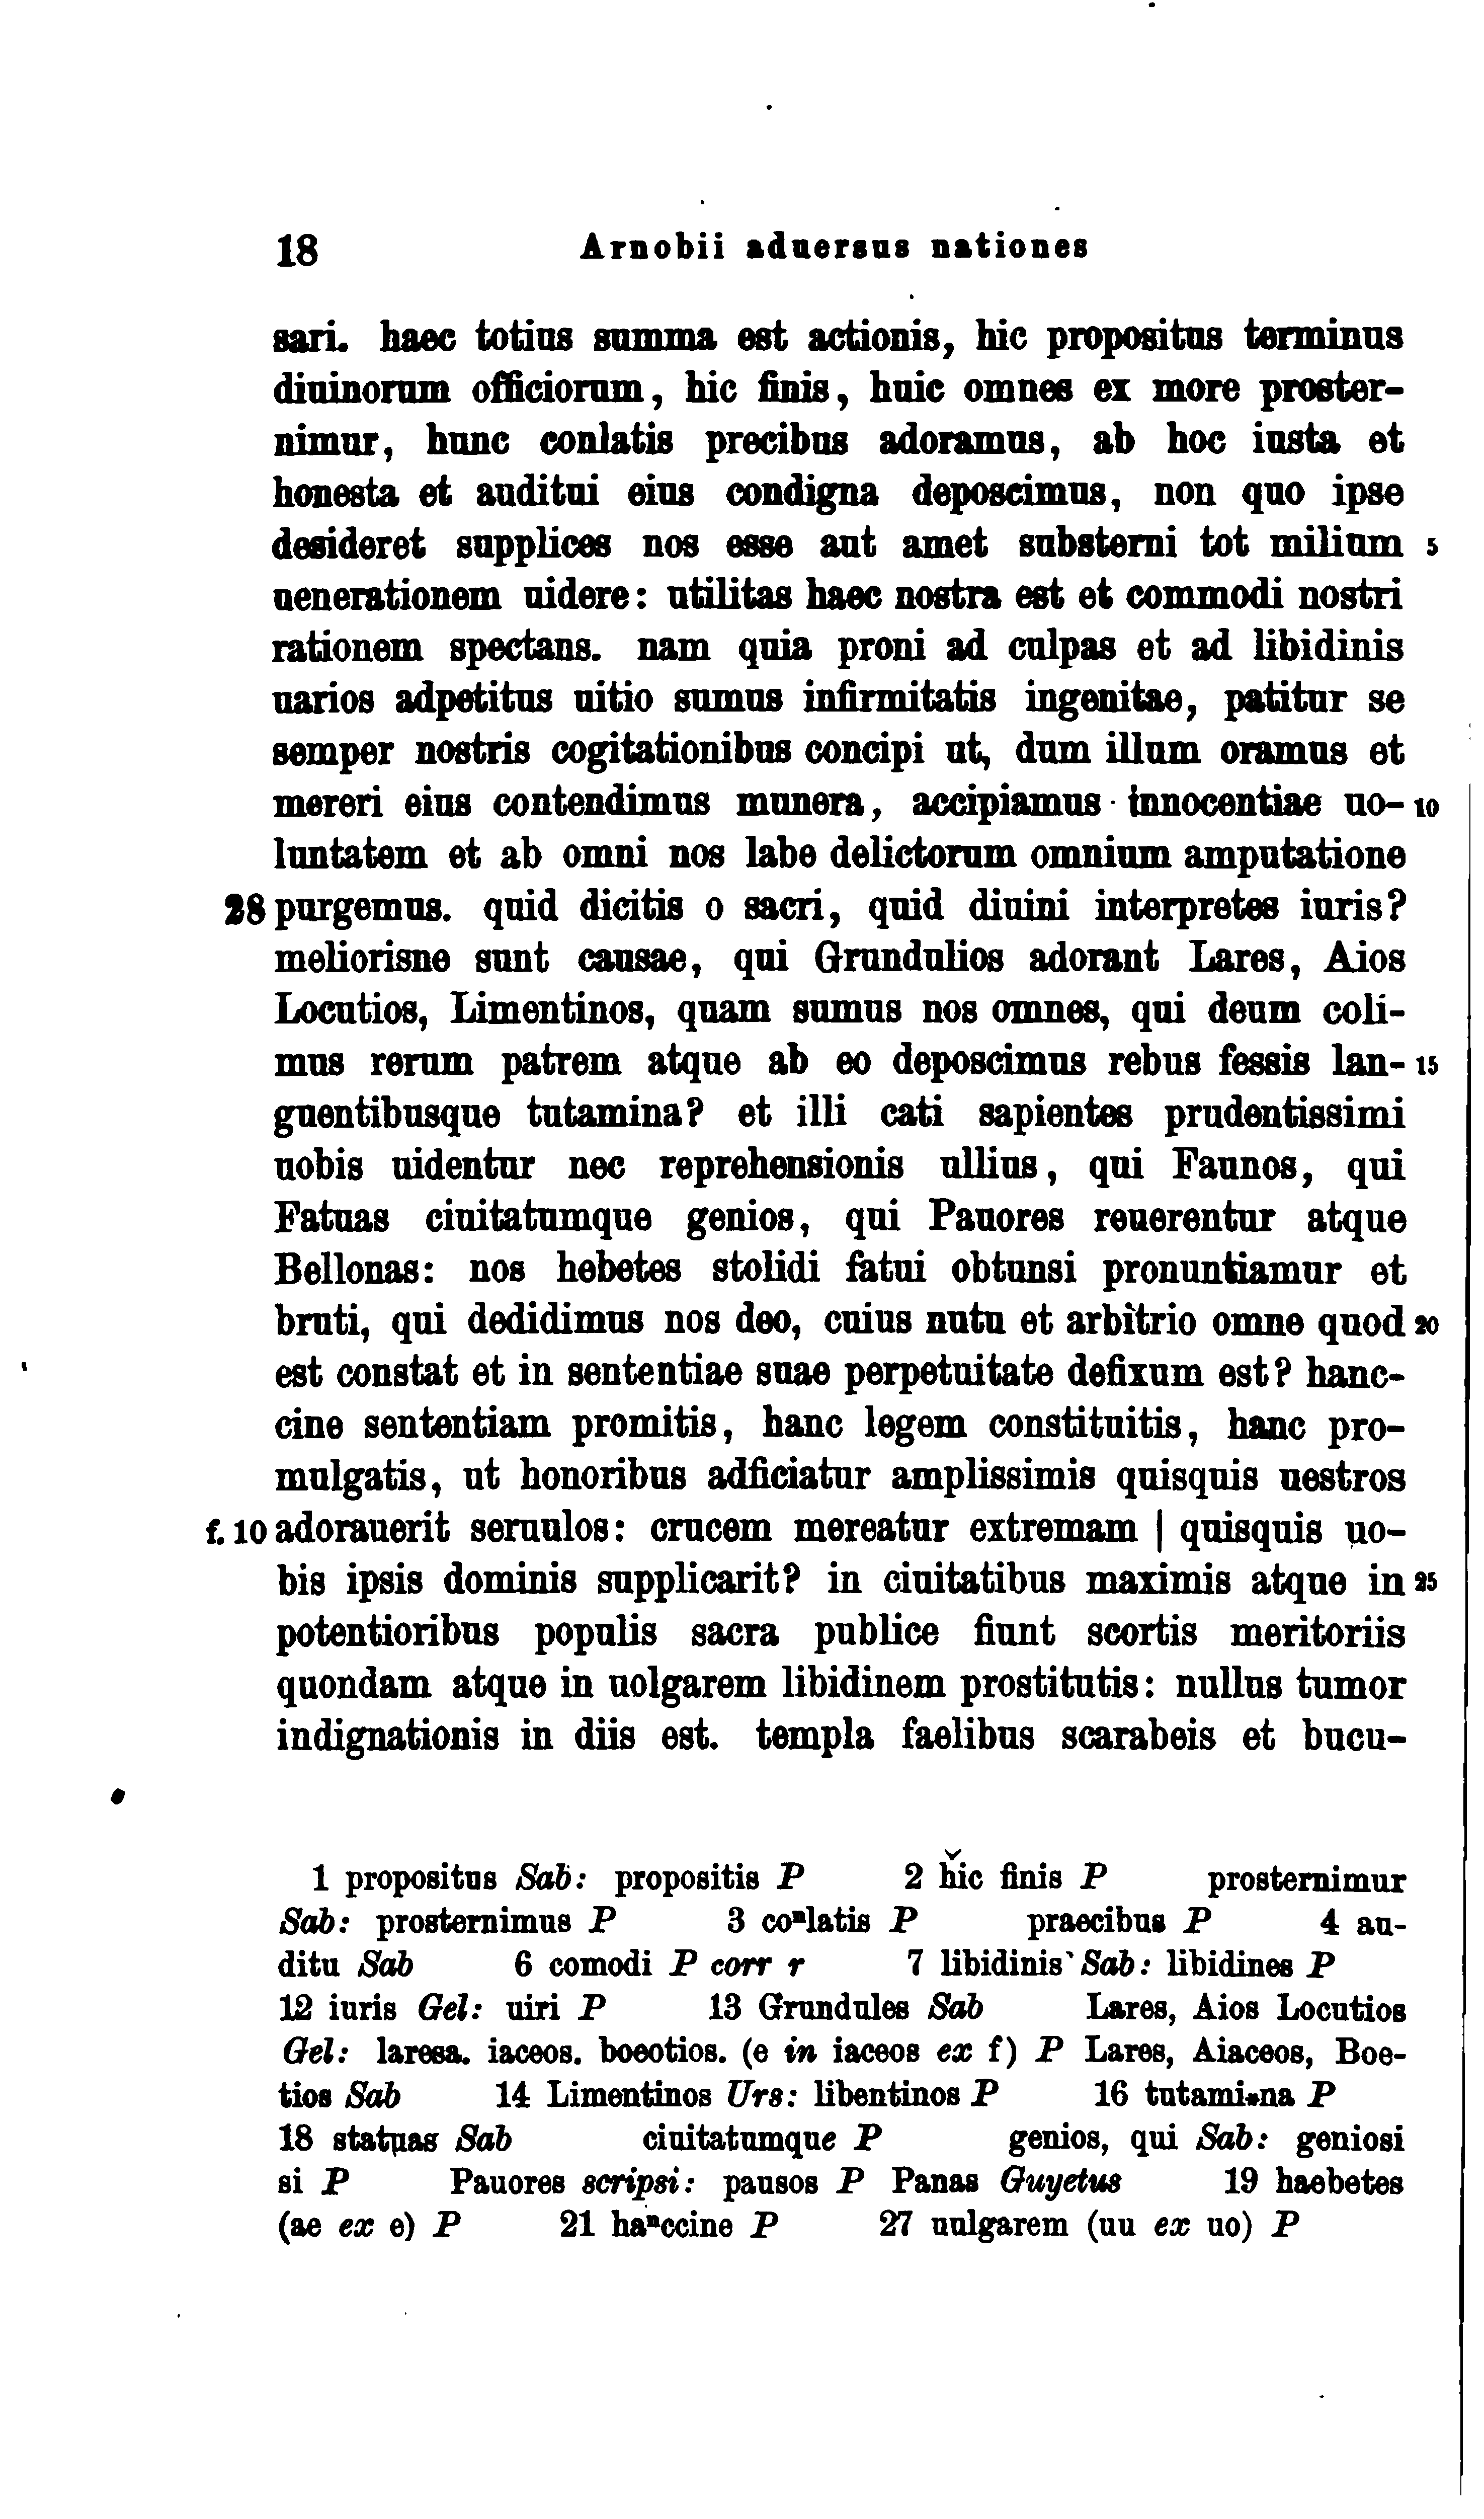 18 Arnobii aduersus nationes
sari. haec totius summa est actionis, hic propositus terminus
diuinorum officiorum, hic finis, huic omnes ex more proster-
nimur, hunc conlatis precibus adoramus, ab hoc iusta et
honesta et auditui eius condigna deposcimus, non quo ipse
desideret supplices nos esse aut amet substerni tot milium 5
uenerationem uidere: utilitas haec nostra est et commodi nostri
rationem spectans. nam quia proni ad culpas et ad libidinis
uarios adpetitus uitio sumus infirmitatis ingenitae, patitur se
semper nostris cogitationibus concipi ut, dum illum oramus et
mereri eius contendimus munera, accipiamus innocentiae uo- 10
luntatem et ab omni nos labe delictorum omnium amputatione
28 purgemus. quid dicitis o sacri, quid diuini interpretes iuris?
meliorisne sunt causae, qui Grundulios adorant Lares, Aios
Locutios, Limentinos, quam sumus nos omnes, qui deum coli-
mus rerum patrem atque ab eo deposcimus rebus fessis lan- 15
guentibusque tutamina? et illi cati sapientes prudentissimi
uobis uidentur nec reprehensionis ullius, qui Faunos, qui
Fatuas ciuitatumque genios, qui Pauores reuerentur atque
Bellonas: nos hebetes stolidi fatui obtunsi pronuntiamur et
bruti, qui dedidimus nos deo, cuius nutu et arbitrio omne quod 20
est constat et in sententiae suae perpetuitate defixum est? hanc-
cine sententiam promitis, hanc legem constituitis, hanc pro-
mulgatis, ut honoribus adficiatur amplissimis quisquis uestros
f. 10 adorauerit seruulos: crucem mereatur extremam | quisquis uo-
bis ipsis dominis supplicarit? in ciuitatibus maximis atque in 25
potentioribus populis sacra publice fiunt scortis meritoriis
quondam atque in uolgarem libidinem prostitutis: nullus tumor
indignationis in diis est. templa faelibus scarabeis et bucu-
1 propositus Sab: propositis P 2 hic finis P prosternimur
Sab: prosternimus P 3 coⁿlatis P praecibus P 4 au-
ditu Sab 6 comodi P corr r 7 libidinis Sab: libidines P
12 iuris Gel: uiri P 13 Grundules Sab Lares, Aios Locutios
Gel: laresa. iaceos. boeotios. (e in iaceos ex f) P Lares, Aiaceos, Boe-
tios Sab 14 Limentinos Urs: libentinos P 16 tutami*na P
18 statuas Sab ciuitatumque P genios, qui Sab: geniosi
si P Pauores scripsi: pausos P Panas Guyetus 19 haebetes
(ae ex e) P 21 haⁿccine P 27 uulgarem (uu ex uo) P